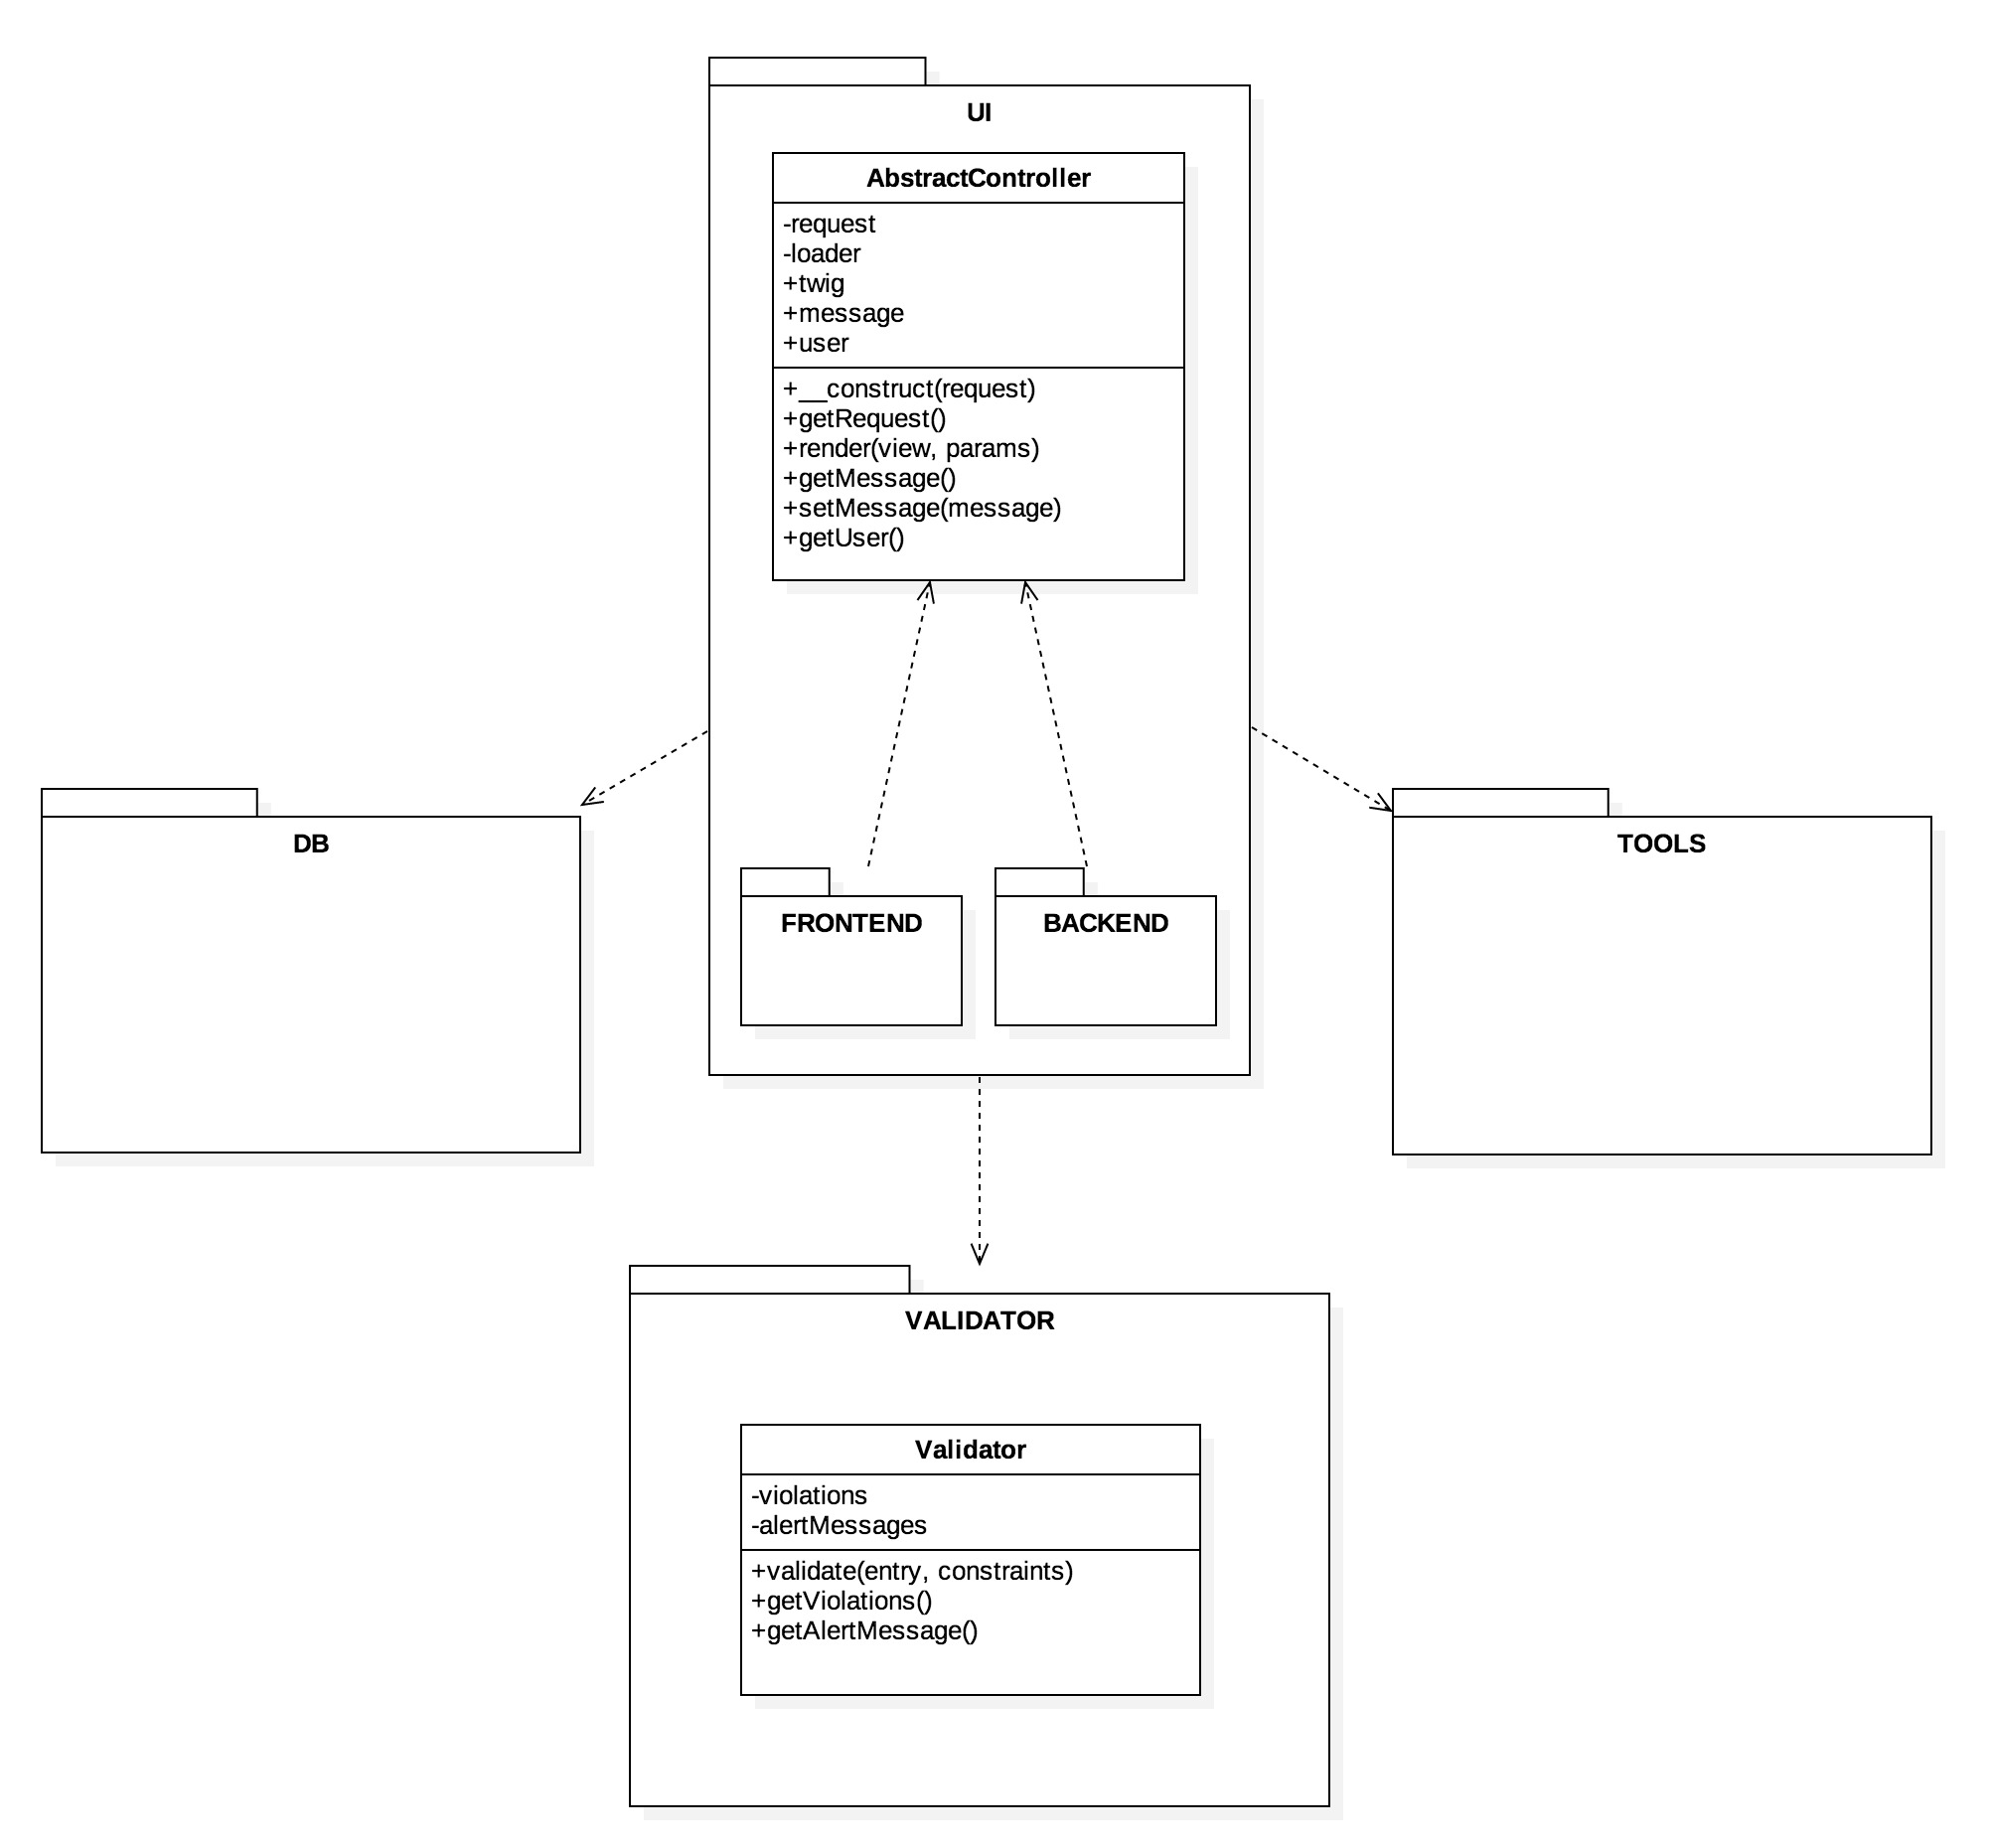 UI
AbstractController
-request
-loader
+twig
+message
+user
+__construct(request)
+getRequest()
+render(view, params)
+getMessage()
+setMessage(message)
+getUser()
DB
TOOLS
FRONTEND
BACKEND
VALIDATOR
Validator
-violations
-alertMessages
+validate(entry, constraints)
+getViolations()
+getAlertMessage()